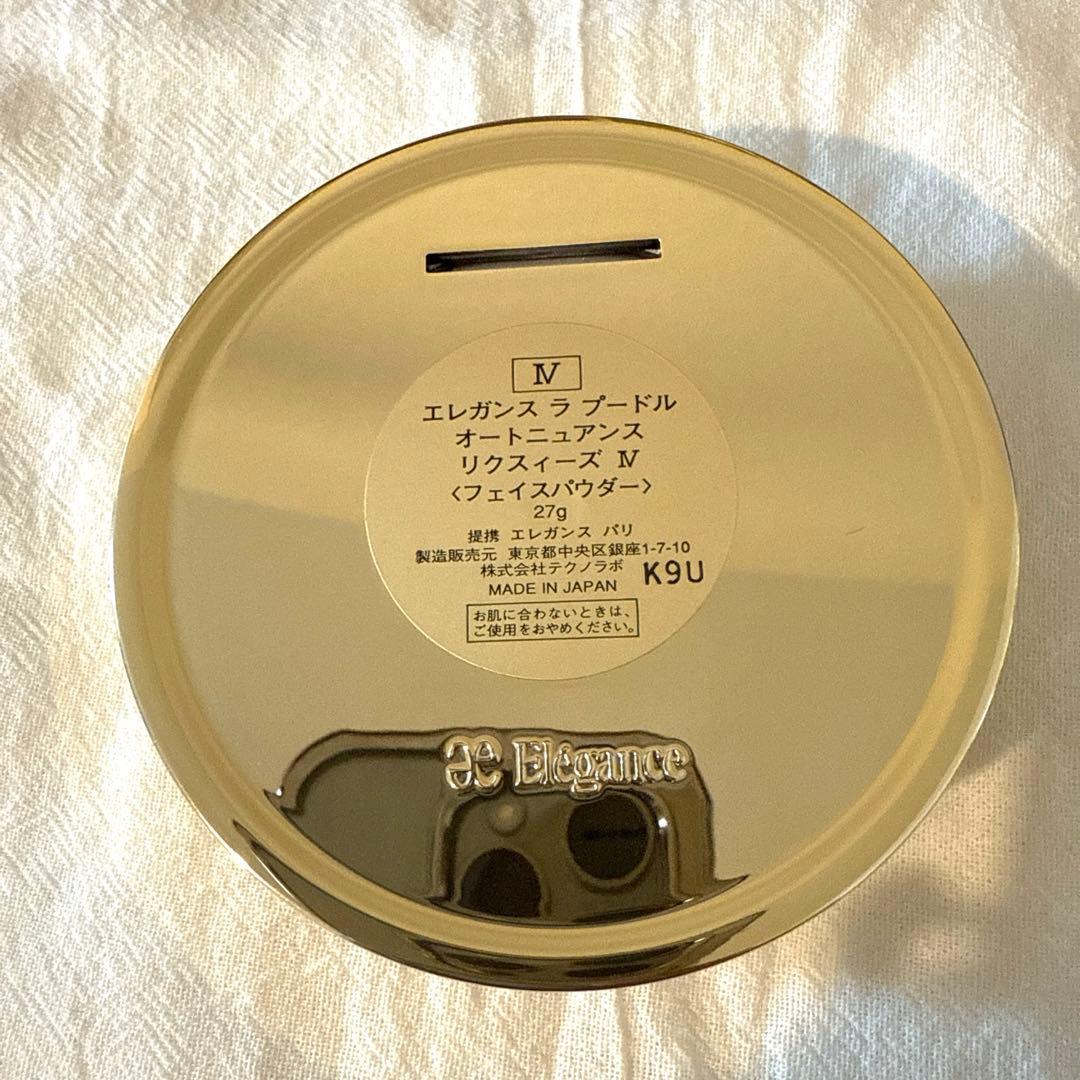 Ⅳ
エレガンス ラ プードル
オートニュアンス
リクスィーズ Ⅳ
〈フェイスパウダー〉
27g
提携 エレガンス パリ
製造販売元 東京都中央区銀座1-7-10
株式会社テクノラボ
K9U
MADE IN JAPAN
お肌に合わないときは、
ご使用をおやめください。
æ Elégance